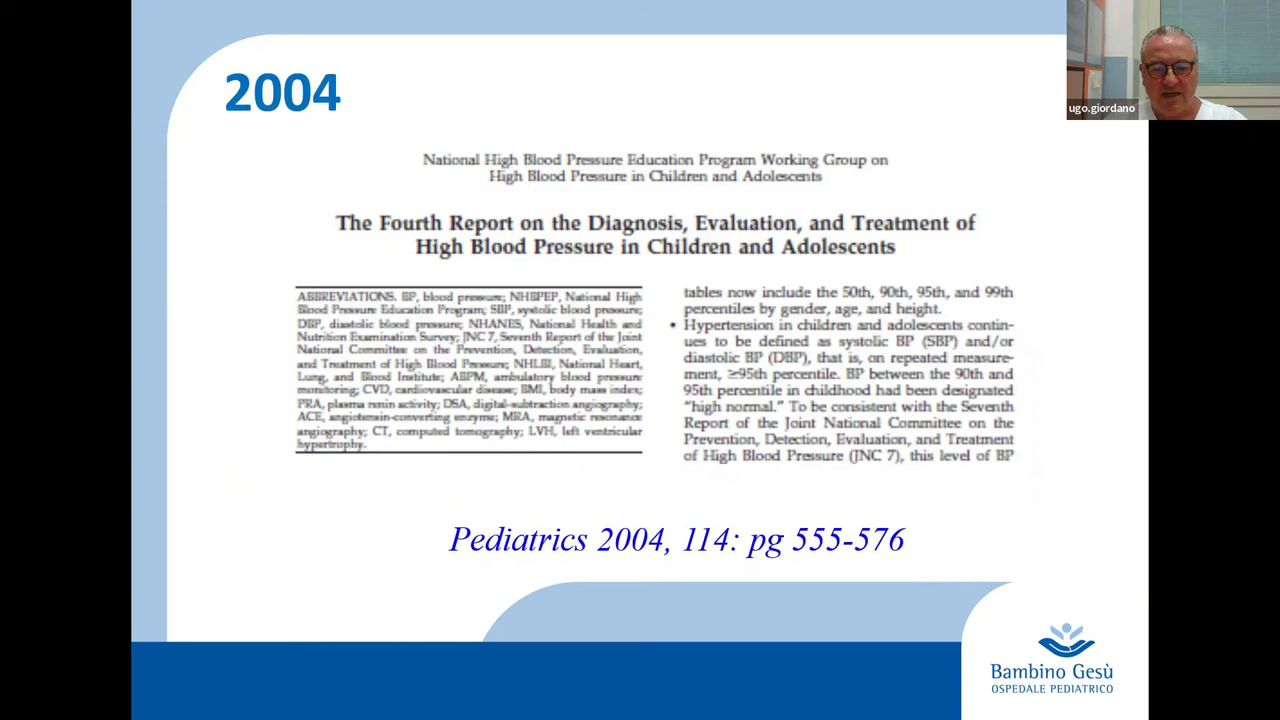 2004
ugo.giordano
National High Blood Pressure Education Program Working Group on
High Blood Pressure in Children and Adolescents
The Fourth Report on the Diagnosis, Evaluation, and Treatment of
High Blood Pressure in Children and Adolescents
ABBREVIATIONS. BP, blood pressure; NHBPEP, National High
Blood Pressure Education Program; SBP, systolic blood pressure;
DBP, diastolic blood pressure; NHANES, National Health and
Nutrition Examination Survey; JNC 7, Seventh Report of the Joint
National Committee on the Prevention, Detection, Evaluation,
and Treatment of High Blood Pressure; NHLBI, National Heart,
Lung, and Blood Institute; ABPM, ambulatory blood pressure
monitoring; CVD, cardiovascular disease; BMI, body mass index;
PRA, plasma renin activity; DSA, digital-subtraction angiography;
ACE, angiotensin-converting enzyme; MRA, magnetic resonance
angiography; CT, computed tomography; LVH, left ventricular
hypertrophy.
tables now include the 50th, 90th, 95th, and 99th
percentiles by gender, age, and height.
• Hypertension in children and adolescents contin-
ues to be defined as systolic BP (SBP) and/or
diastolic BP (DBP), that is, on repeated measure-
ment, ≥95th percentile. BP between the 90th and
95th percentile in childhood had been designated
“high normal.” To be consistent with the Seventh
Report of the Joint National Committee on the
Prevention, Detection, Evaluation, and Treatment
of High Blood Pressure (JNC 7), this level of BP
Pediatrics 2004, 114: pg 555-576
Bambino Gesù
OSPEDALE PEDIATRICO